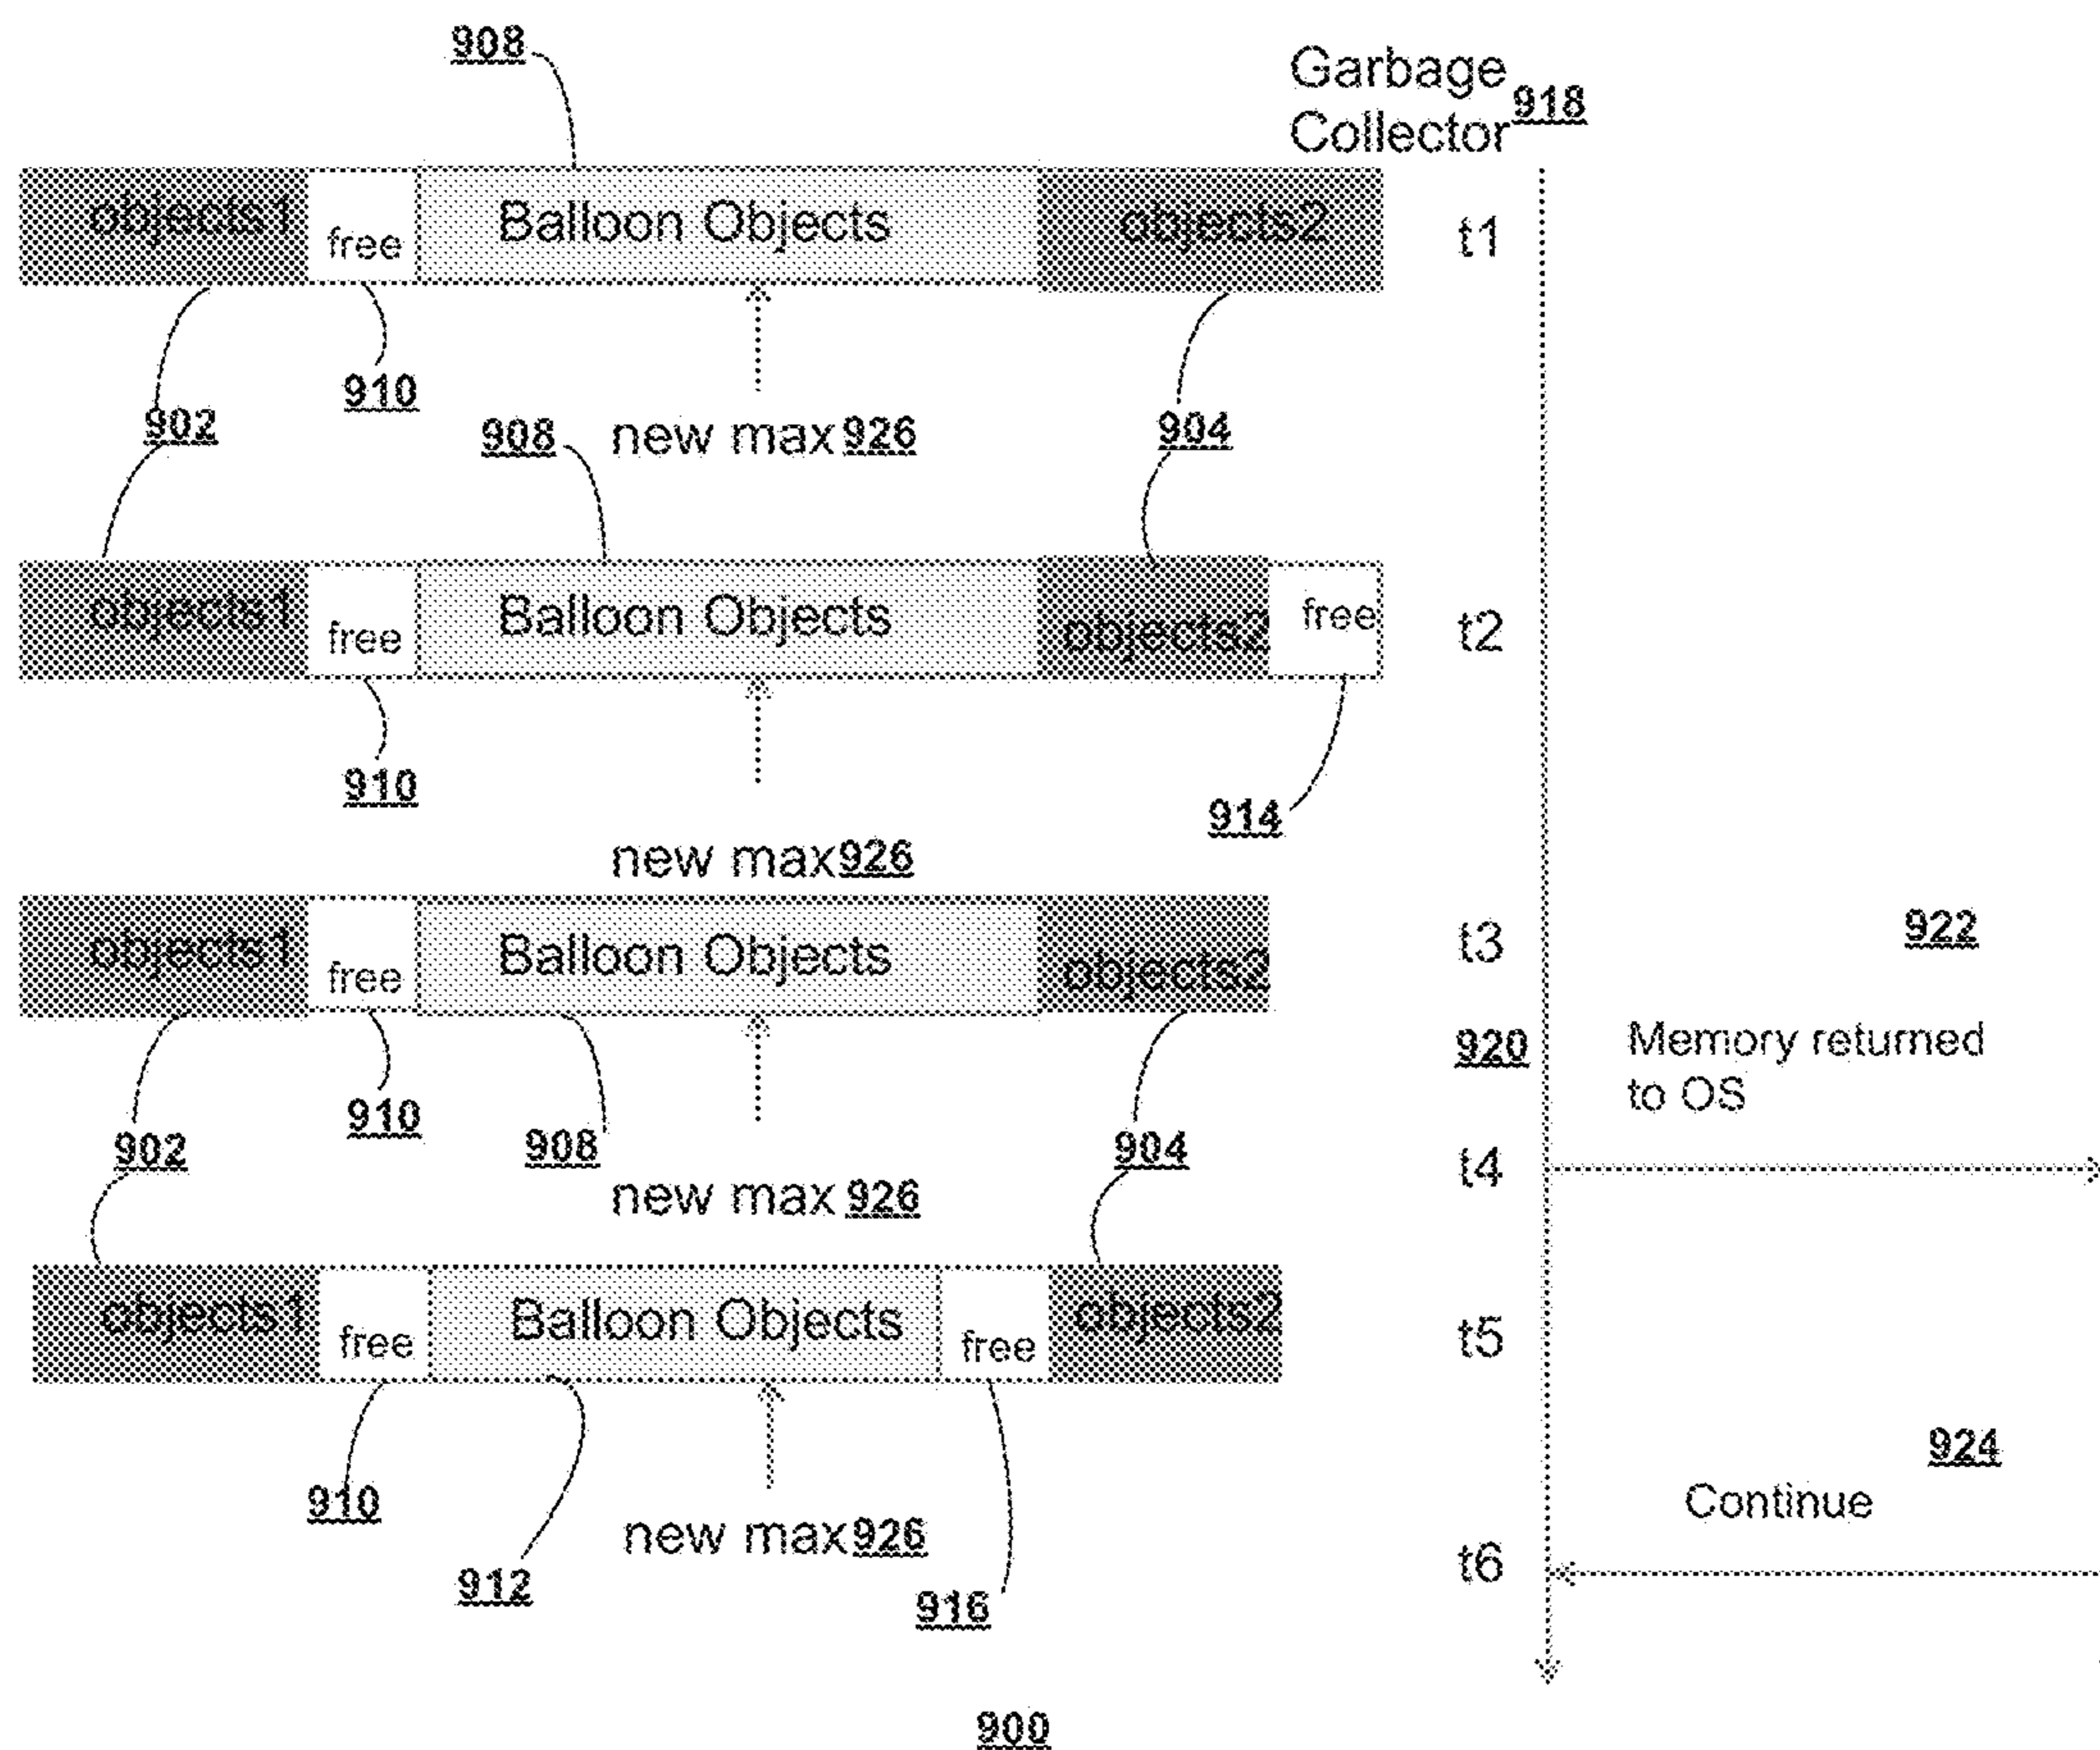 908
Garbage
Collector 918
objects1 free Balloon Objects objects2 t1
910
902 908 new max 926 904
objects1 free Balloon Objects objects2 free t2
910
914
new max 926
objects1 free Balloon Objects objects2 t3 922
920 Memory returned
to OS
910
902 908 904 t4
new max 926
objects1 free Balloon Objects free objects2 t5
924
910 Continue
new max 926
t6
912
916
900